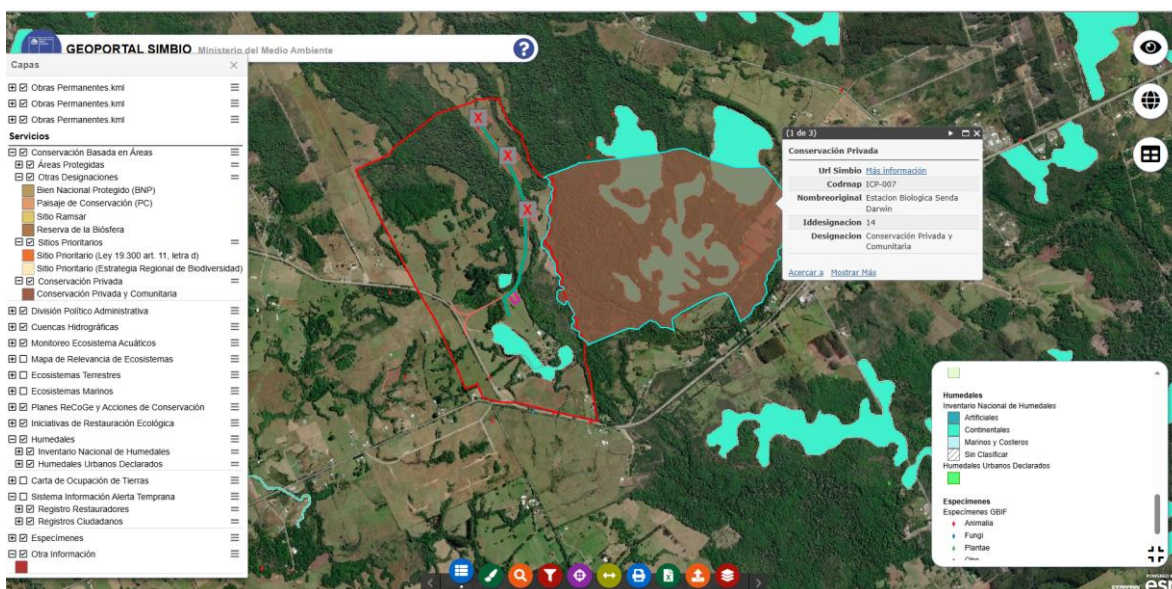 GEOPORTAL SIMBIO Ministerio del Medio Ambiente
?
Capas
Obras Permanentes.kml
Obras Permanentes.kml
Obras Permanentes.kml
Servicios
Conservación Basada en Áreas
Áreas Protegidas
Otras Designaciones
Bien Nacional Protegido (BNP)
Paisaje de Conservación (PC)
Sitio Ramsar
Reserva de la Biósfera
Sitios Prioritarios
Sitio Prioritario (Ley 19.300 art. 11, letra d)
Sitio Prioritario (Estrategia Regional de Biodiversidad)
Conservación Privada
Conservación Privada y Comunitaria
División Político Administrativa
Cuencas Hidrográficas
Monitoreo Ecosistema Acuáticos
Mapa de Relevancia de Ecosistemas
Ecosistemas Terrestres
Ecosistemas Marinos
Planes ReCoGe y Acciones de Conservación
Iniciativas de Restauración Ecológica
Humedales
Inventario Nacional de Humedales
Humedales Urbanos Declarados
Carta de Ocupación de Tierras
Sistema Información Alerta Temprana
Registro Restauradores
Registros Ciudadanos
Especímenes
Otra Información
X
X
X
(1 de 3)
Conservación Privada
Url Simbio Más información
Codrnap ICP-007
Nombreoriginal Estacion Biologica Senda
Darwin
Iddesignacion 14
Designacion Conservación Privada y
Comunitaria
Acercar a Mostrar Más
Humedales
Inventario Nacional de Humedales
Artificiales
Continentales
Marinos y Costeros
Sin Clasificar
Humedales Urbanos Declarados
Especímenes
Especímenes GBIF
Animalia
Fungi
Plantae
POWERED BY
esri